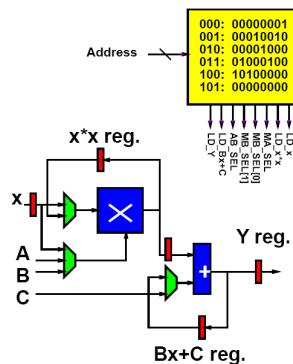 000: 00000001
001: 00010010
010: 00001000
011: 01000100
100: 10100000
101: 00000000
Address
LD_Y
LD_Bx+C
AB_SEL
MB_SEL[1]
MB_SEL[0]
MA_SEL
LD_x*x
LD_x
x*x reg.
x
A
B
C
+
Y reg.
Bx+C reg.